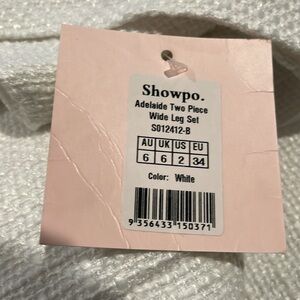 Showpo.
Adelaide Two Piece
Wide Leg Set
S012412-B
AU UK US EU
6 6 2 34
Color: White
9 356433 150371